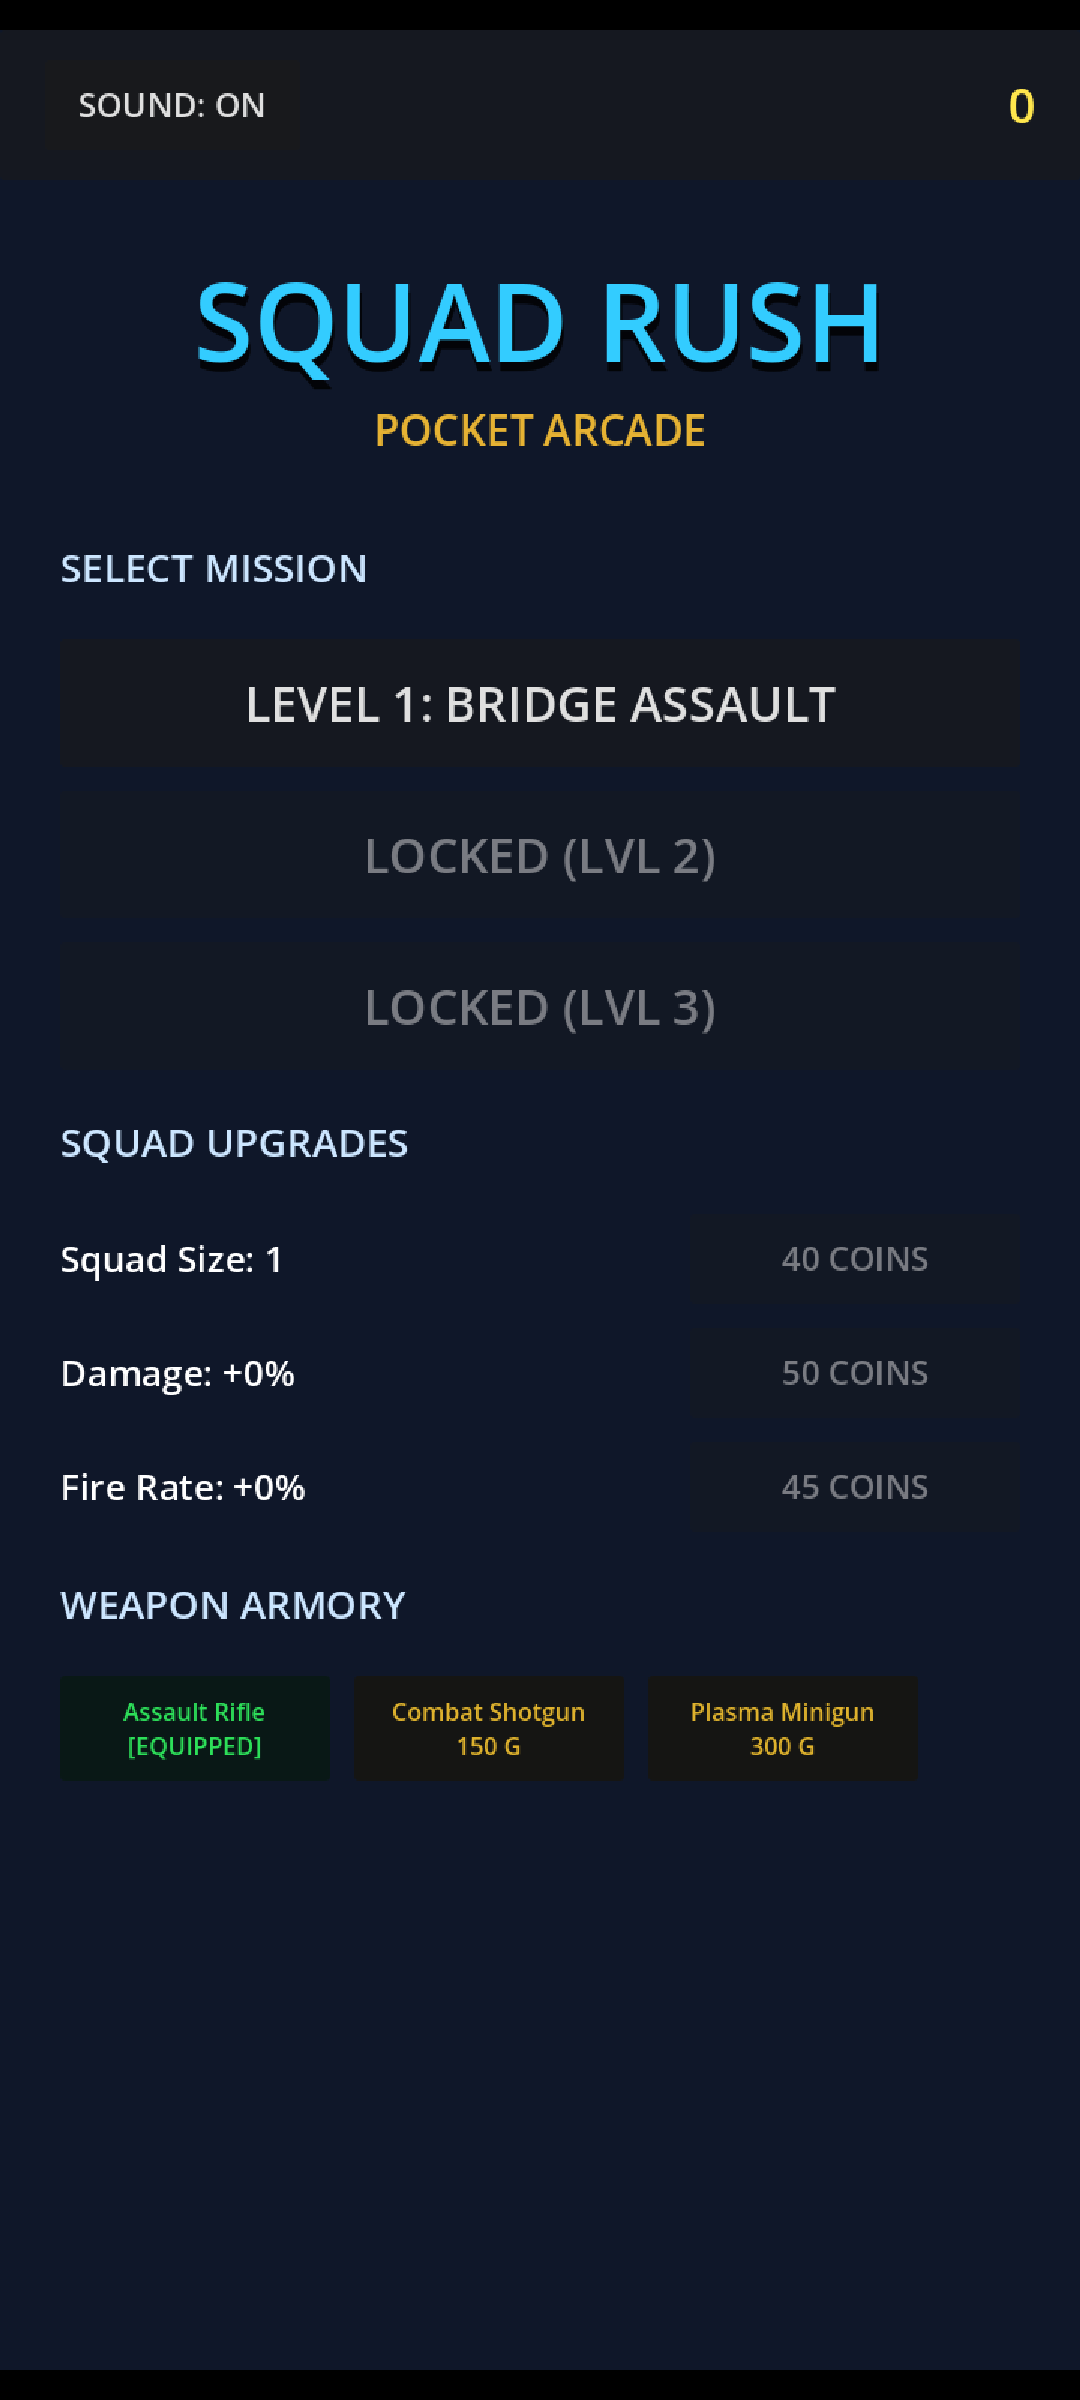 SOUND: ON
0
SQUAD RUSH
POCKET ARCADE
SELECT MISSION
LEVEL 1: BRIDGE ASSAULT
LOCKED (LVL 2)
LOCKED (LVL 3)
SQUAD UPGRADES
Squad Size: 1
40 COINS
Damage: +0%
50 COINS
Fire Rate: +0%
45 COINS
WEAPON ARMORY
Assault Rifle
[EQUIPPED]
Combat Shotgun
150 G
Plasma Minigun
300 G